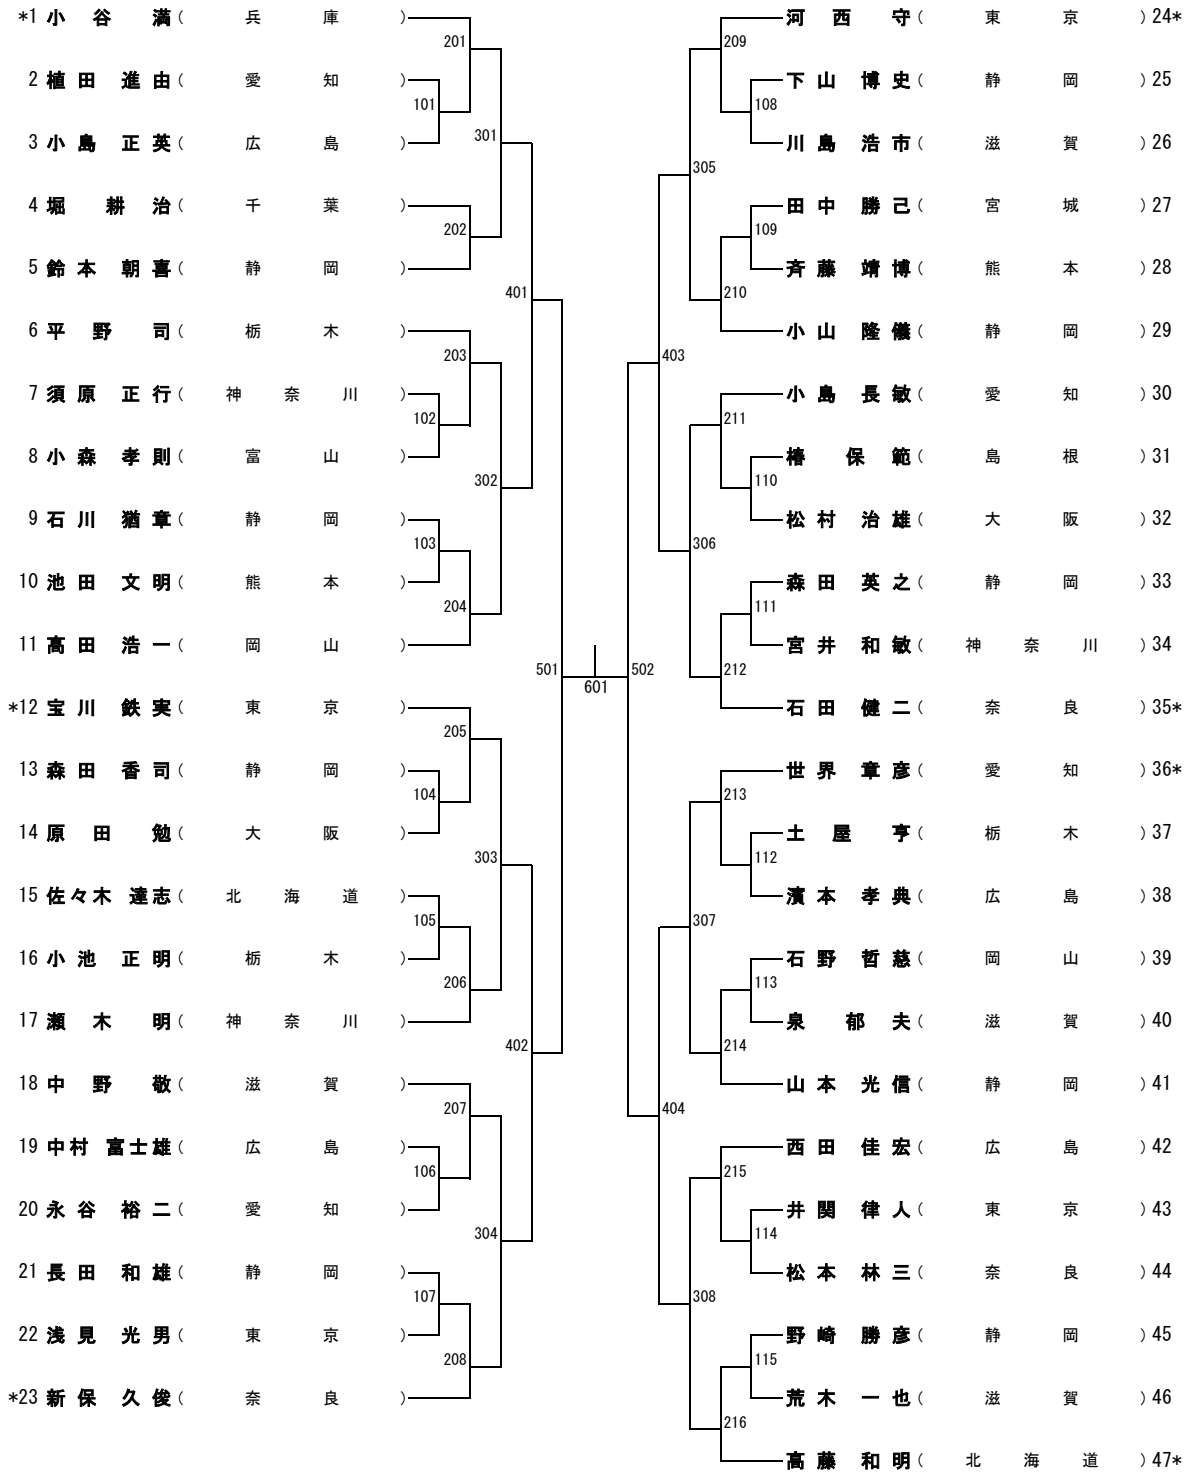 *1 小谷 満 (兵庫)
201
2 植田 進由 (愛知)
101
3 小島 正英 (広島)
301
4 堀 耕治 (千葉)
202
5 鈴本 朝喜 (静岡)
401
6 平野 司 (栃木)
203
7 須原 正行 (神奈川)
102
8 小森 孝則 (富山)
302
9 石川 猶章 (静岡)
103
10 池田 文明 (熊本)
204
11 髙田 浩一 (岡山)
501
*12 宝川 鉄実 (東京)
205
13 森田 香司 (静岡)
104
14 原田 勉 (大阪)
303
15 佐々木 達志 (北海道)
105
16 小池 正明 (栃木)
206
17 瀬木 明 (神奈川)
402
18 中野 敬 (滋賀)
207
19 中村 富士雄 (広島)
106
20 永谷 裕二 (愛知)
304
21 長田 和雄 (静岡)
107
22 浅見 光男 (東京)
208
*23 新保 久俊 (奈良)
601
河西 守 (東京) 24*
209
下山 博史 (静岡) 25
108
川島 浩市 (滋賀) 26
305
田中 勝己 (宮城) 27
109
斉藤 靖博 (熊本) 28
210
小山 隆儀 (静岡) 29
403
小島 長敏 (愛知) 30
211
椿 保範 (島根) 31
110
松村 治雄 (大阪) 32
306
森田 英之 (静岡) 33
111
宮井 和敏 (神奈川) 34
212
502
石田 健二 (奈良) 35*
世界 章彦 (愛知) 36*
213
土屋 亨 (栃木) 37
112
濱本 孝典 (広島) 38
307
石野 哲慈 (岡山) 39
113
泉 郁夫 (滋賀) 40
214
山本 光信 (静岡) 41
404
西田 佳宏 (広島) 42
215
井関 律人 (東京) 43
114
松本 林三 (奈良) 44
308
野崎 勝彦 (静岡) 45
115
荒木 一也 (滋賀) 46
216
髙藤 和明 (北海道) 47*